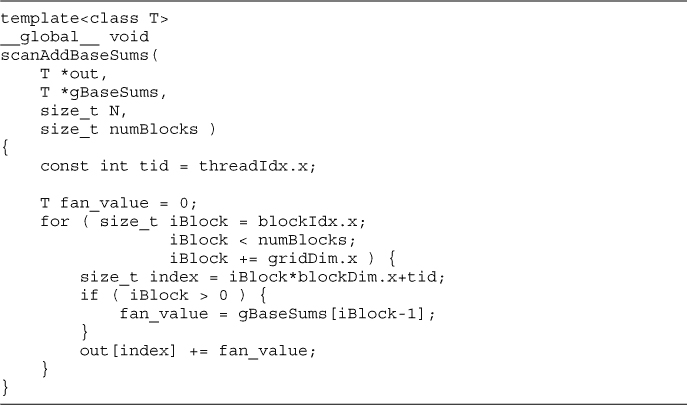 template<class T>
__global__ void
scanAddBaseSums(
    T *out,
    T *gBaseSums,
    size_t N,
    size_t numBlocks )
{
    const int tid = threadIdx.x;

    T fan_value = 0;
    for ( size_t iBlock = blockIdx.x;
                 iBlock < numBlocks;
                 iBlock += gridDim.x ) {
        size_t index = iBlock*blockDim.x+tid;
        if ( iBlock > 0 ) {
            fan_value = gBaseSums[iBlock-1];
        }
        out[index] += fan_value;
    }
}